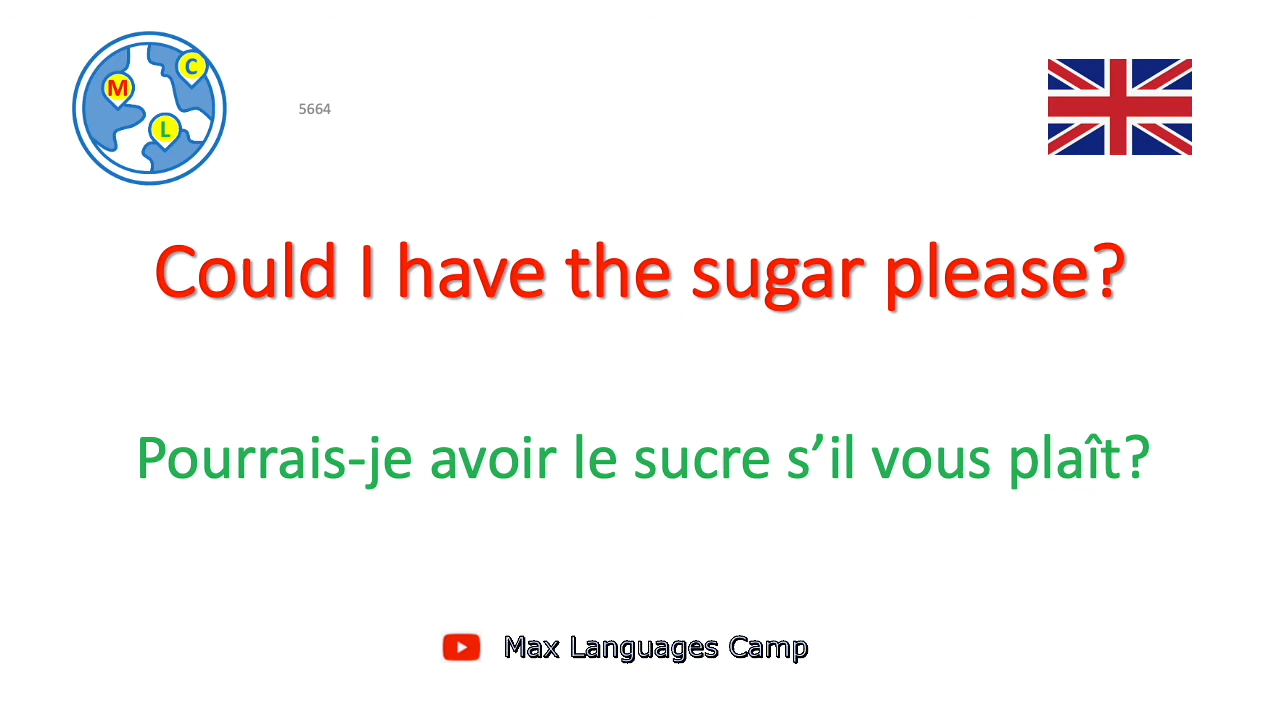 C
M
L
5664
Could I have the sugar please?
Pourrais-je avoir le sucre s’il vous plaît?
Max Languages Camp